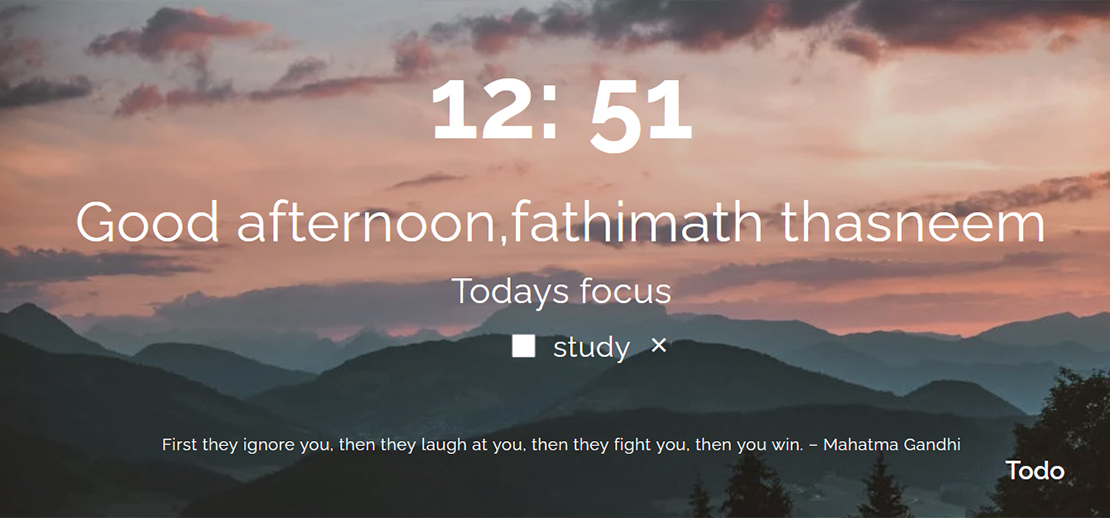 12: 51
Good afternoon,fathimath thasneem
Todays focus
study ✕
First they ignore you, then they laugh at you, then they fight you, then you win. – Mahatma Gandhi
Todo